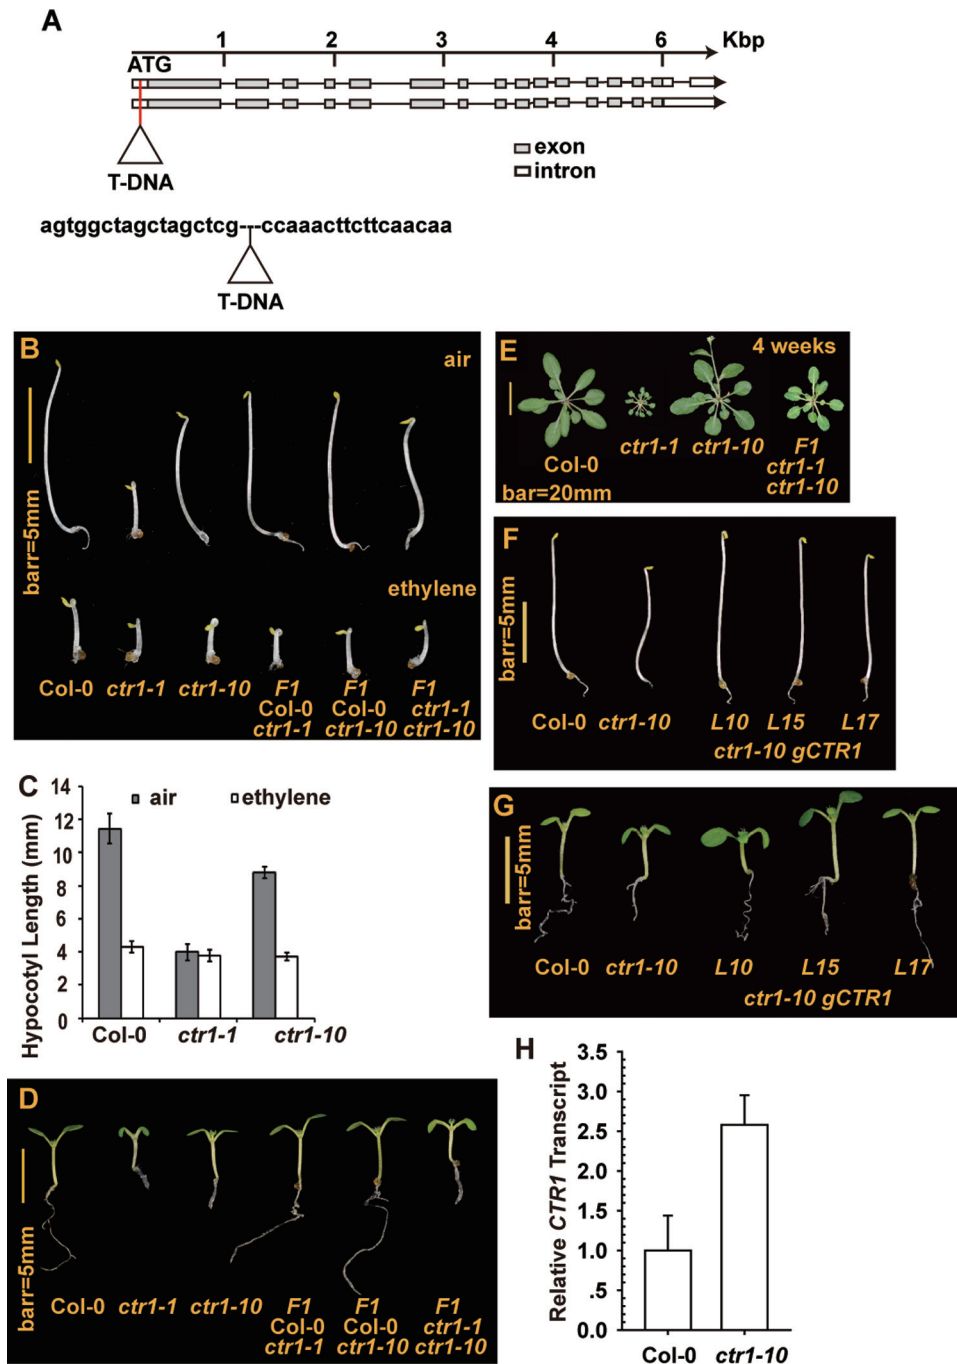 A
1 2 3 4 5 6 Kbp
ATG
exon
intron
T-DNA
agtggctagctagctcg---ccaaacttcttcaacaa
T-DNA
B
air
barr=5mm
ethylene
Col-0 ctr1-1 ctr1-10 F1 F1 F1
Col-0 Col-0 ctr1-1
ctr1-1 ctr1-10 ctr1-10
E
4 weeks
Col-0 ctr1-1 ctr1-10 F1
ctr1-1
ctr1-10
bar=20mm
F
barr=5mm
Col-0 ctr1-10 L10 L15 L17
ctr1-10 gCTR1
C
14
12
10
8
6
4
2
0
Hypocotyl Length (mm)
air ethylene
Col-0 ctr1-1 ctr1-10
G
barr=5mm
Col-0 ctr1-10 L10 L15 L17
ctr1-10 gCTR1
D
barr=5mm
Col-0 ctr1-1 ctr1-10 F1 F1 F1
Col-0 Col-0 ctr1-1
ctr1-1 ctr1-10 ctr1-10
H
3.5
3.0
2.5
2.0
1.5
1.0
.5
0.0
Relative CTR1 Transcript
Col-0 ctr1-10